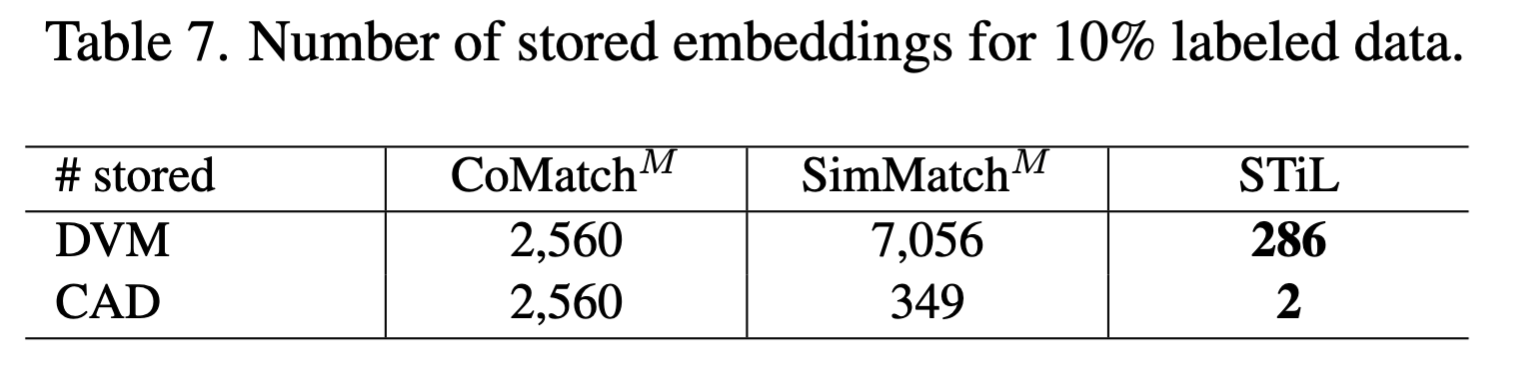 Table 7. Number of stored embeddings for 10% labeled data.
# stored CoMatch^M SimMatch^M STiL
DVM 2,560 7,056 286
CAD 2,560 349 2